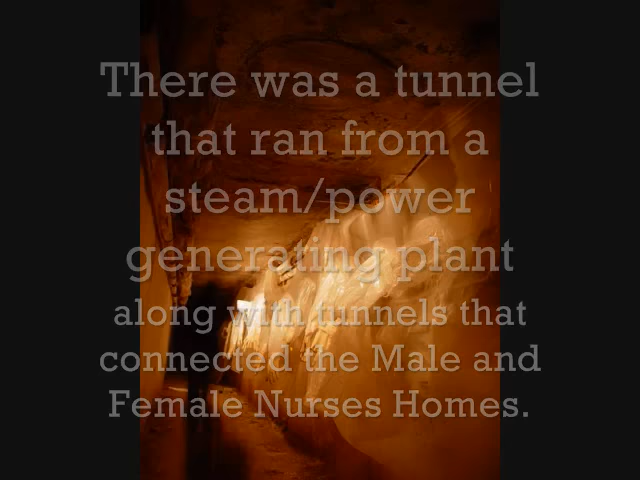 There was a tunnel
that ran from a
steam/power
generating plant
along with tunnels that
connected the Male and
Female Nurses Homes.